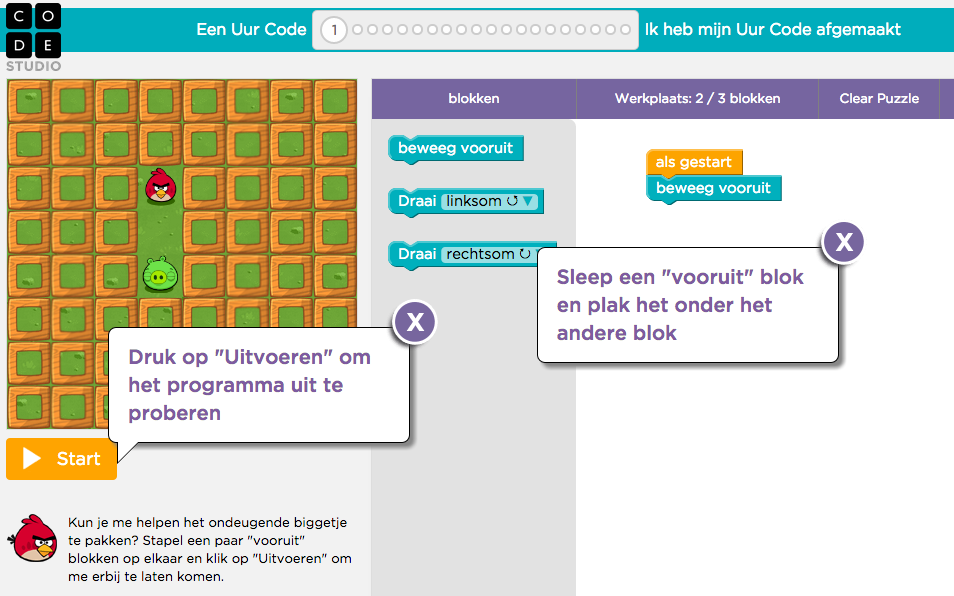 C O
D E
STUDIO
Een Uur Code
1
Ik heb mijn Uur Code afgemaakt
blokken
Werkplaats: 2 / 3 blokken
Clear Puzzle
beweeg vooruit
Draai linksom
Draai rechtsom
als gestart
beweeg vooruit
X
Sleep een "vooruit" blok
en plak het onder het
andere blok
X
Druk op "Uitvoeren" om
het programma uit te
proberen
Start
Kun je me helpen het ondeugende biggetje
te pakken? Stapel een paar "vooruit"
blokken op elkaar en klik op "Uitvoeren" om
me erbij te laten komen.